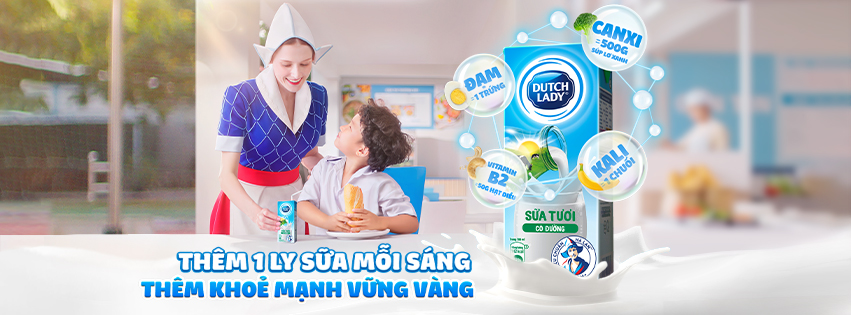 THÊM 1 LY SỮA MỖI SÁNG
THÊM KHOẺ MẠNH VỮNG VÀNG
DUTCH
LADY
ĐẠM
=1 TRỨNG
CANXI
=500G
SÚP LƠ XANH
VITAMIN
B2
=50G HẠT ĐIỀU
KALI
=1 CHUỐI
SỮA TƯƠI
CÓ ĐƯỜNG